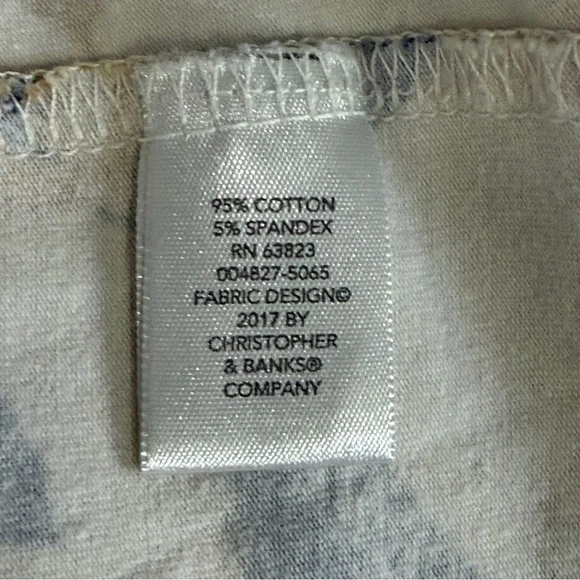 95% COTTON
5% SPANDEX
RN 63823
004827-5065
FABRIC DESIGN©
2017 BY
CHRISTOPHER
& BANKS®
COMPANY